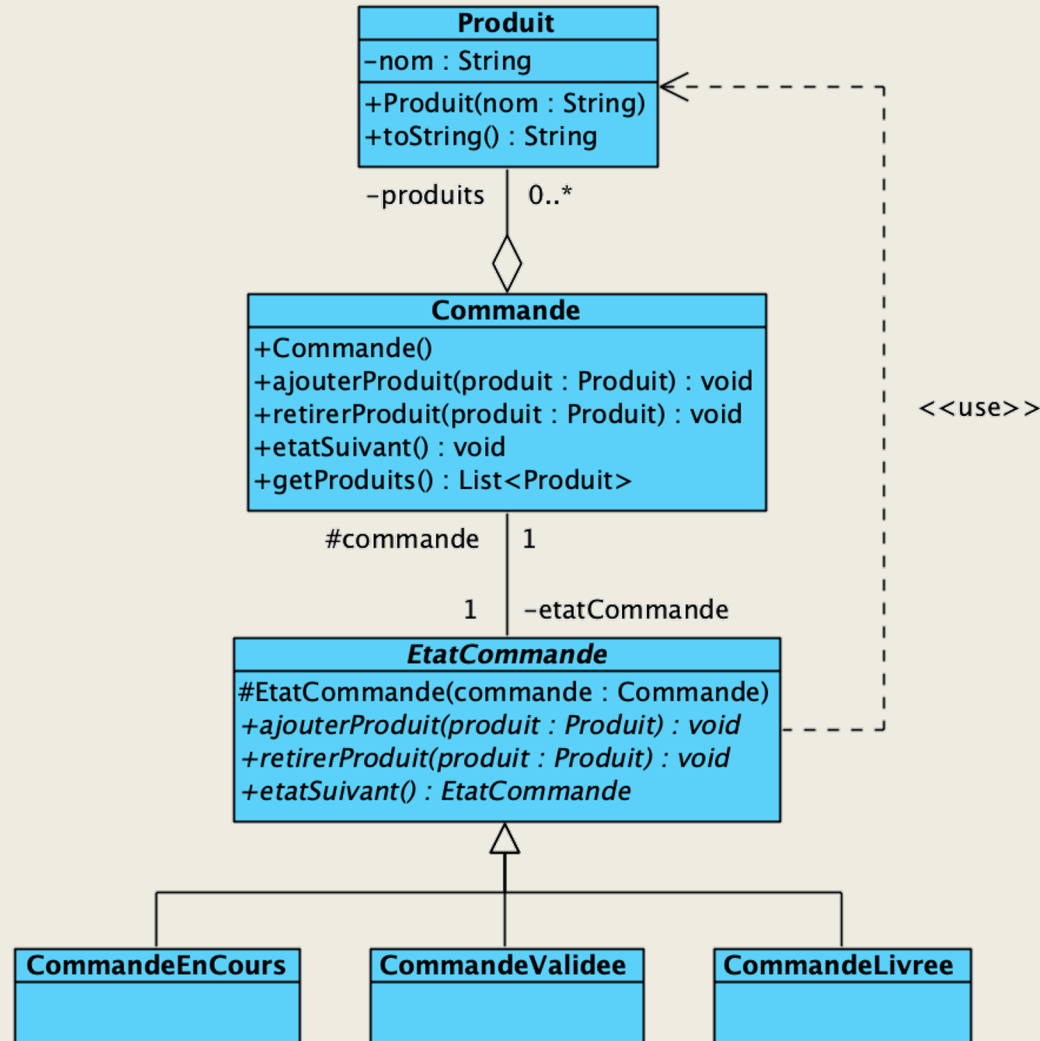 Produit
-nom : String
+Produit(nom : String)
+toString() : String
-produits 0..*
Commande
+Commande()
+ajouterProduit(produit : Produit) : void
+retirerProduit(produit : Produit) : void
+etatSuivant() : void
+getProduits() : List<Produit>
<<use>>
#commande 1
1 -etatCommande
EtatCommande
#EtatCommande(commande : Commande)
+ajouterProduit(produit : Produit) : void
+retirerProduit(produit : Produit) : void
+etatSuivant() : EtatCommande
CommandeEnCours
CommandeValidee
CommandeLivree